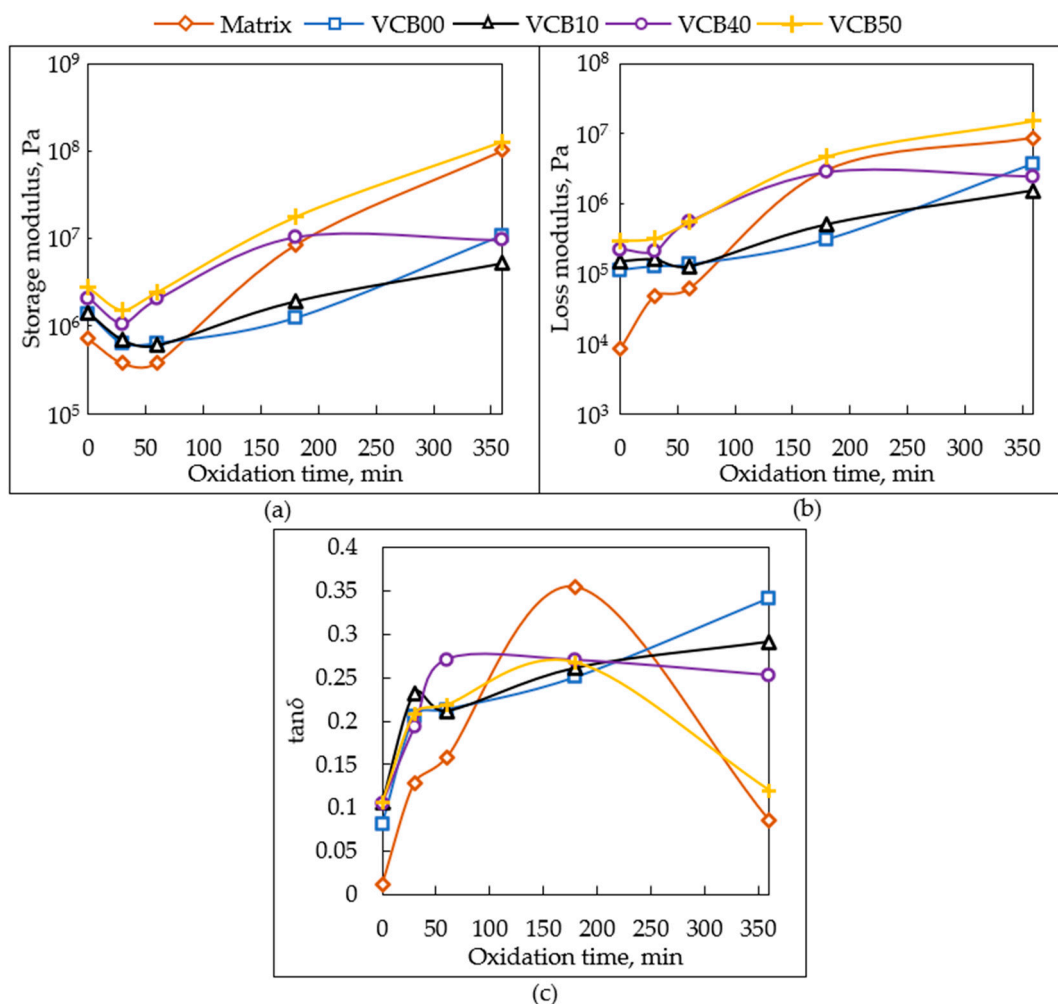 Matrix VCB00 VCB10 VCB40 VCB50
Storage modulus, Pa
10⁹
10⁸
10⁷
10⁶
10⁵
0 50 100 150 200 250 300 350
Oxidation time, min
(a)
Loss modulus, Pa
10⁸
10⁷
10⁶
10⁵
10⁴
10³
0 50 100 150 200 250 300 350
Oxidation time, min
(b)
tanδ
0.4
0.35
0.3
0.25
0.2
0.15
0.1
0.05
0
0 50 100 150 200 250 300 350
Oxidation time, min
(c)